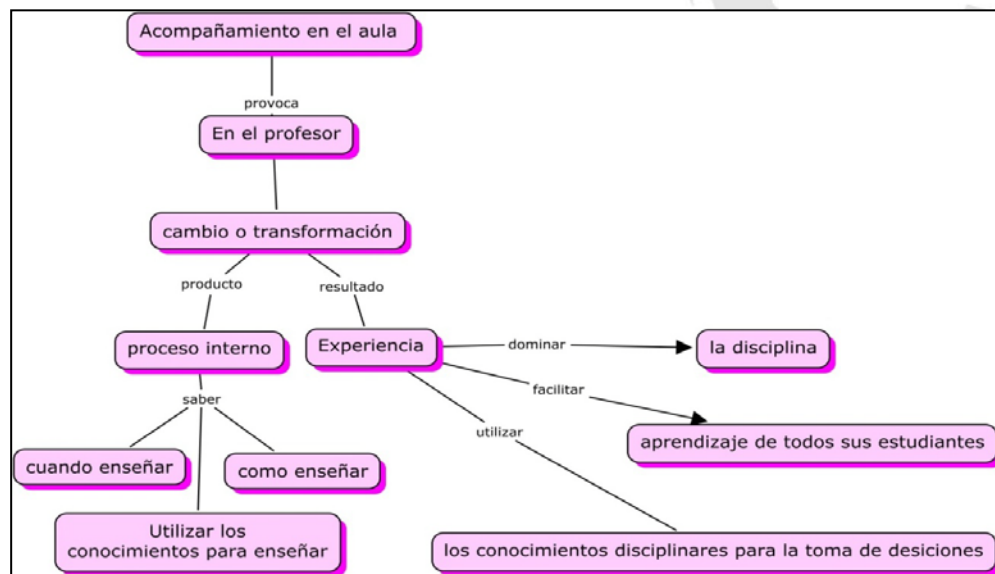 Acompañamiento en el aula
provoca
En el profesor
cambio o transformación
producto
resultado
proceso interno
Experiencia
dominar
la disciplina
saber
facilitar
utilizar
aprendizaje de todos sus estudiantes
cuando enseñar
como enseñar
Utilizar los
conocimientos para enseñar
los conocimientos disciplinares para la toma de desiciones